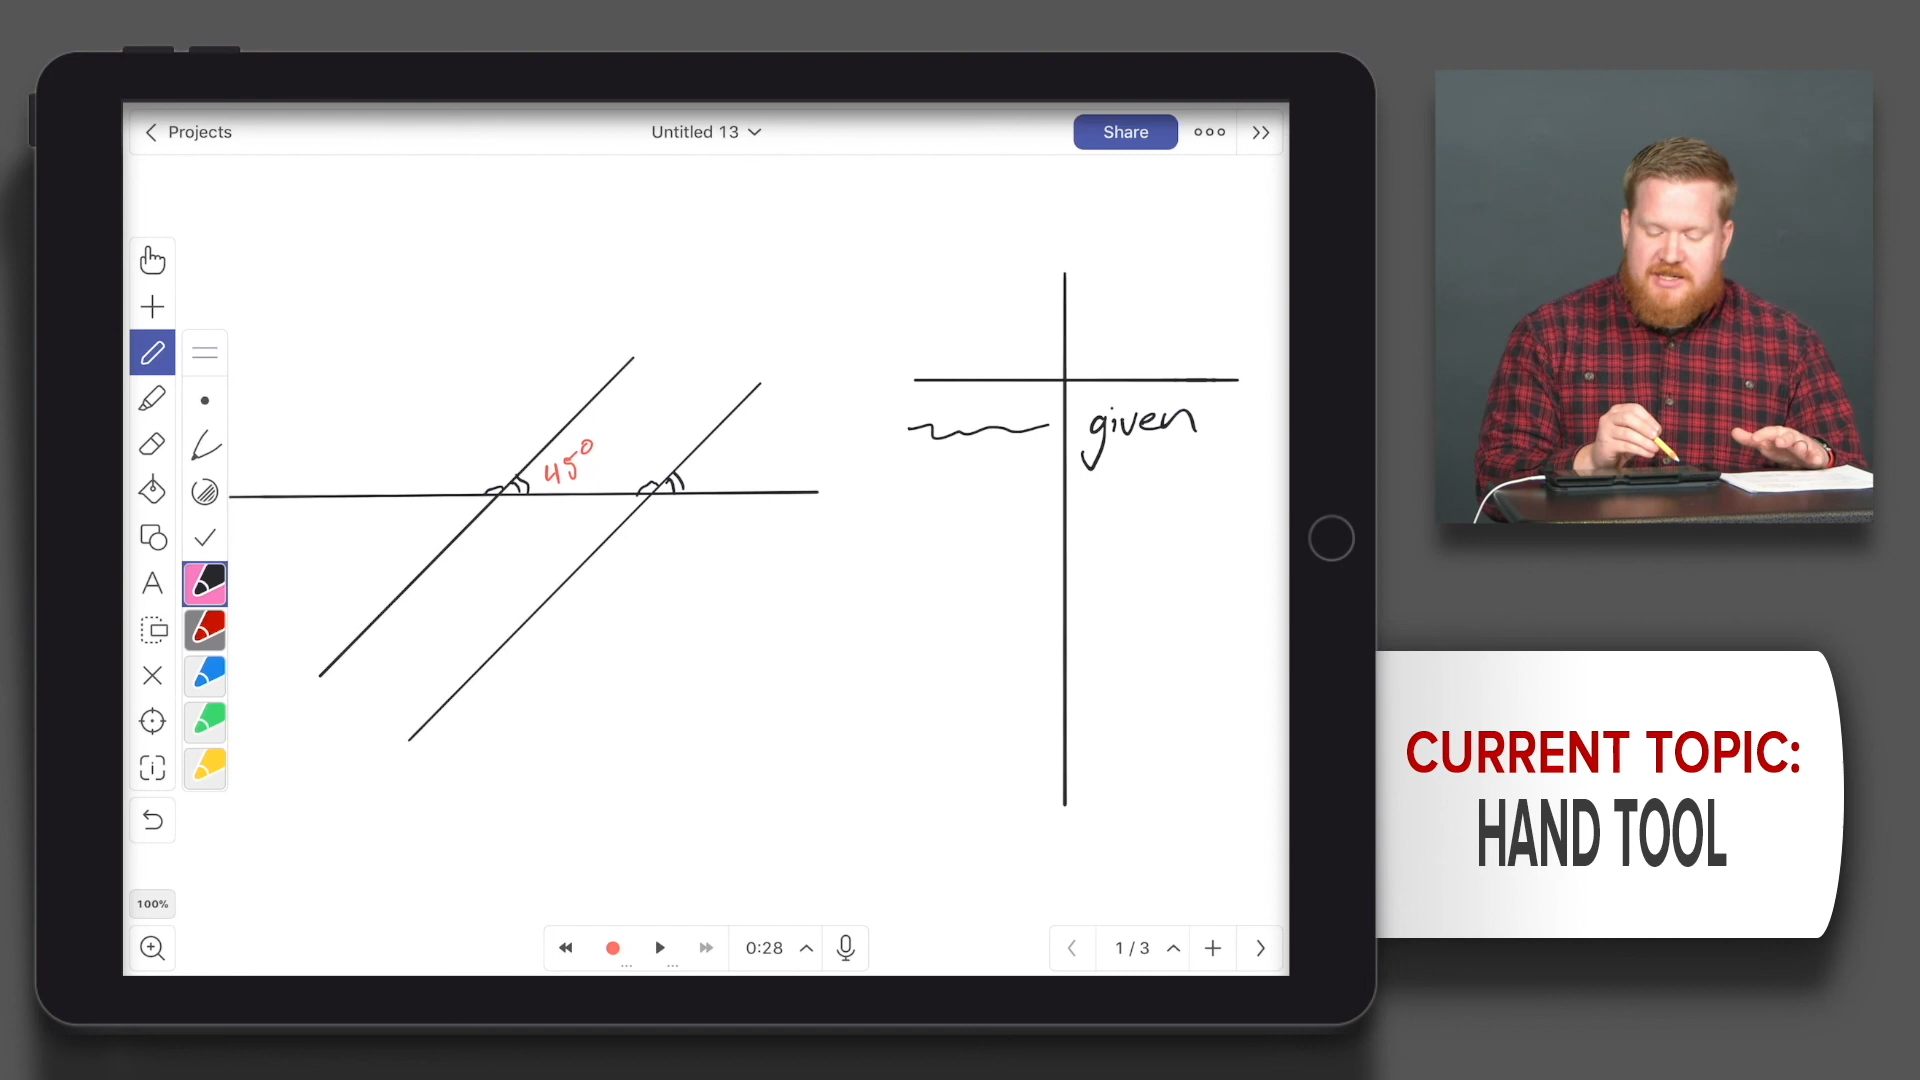 Projects
Untitled 13
Share
45°
given
A
i
100%
0:28
1 / 3
CURRENT TOPIC:
HAND TOOL